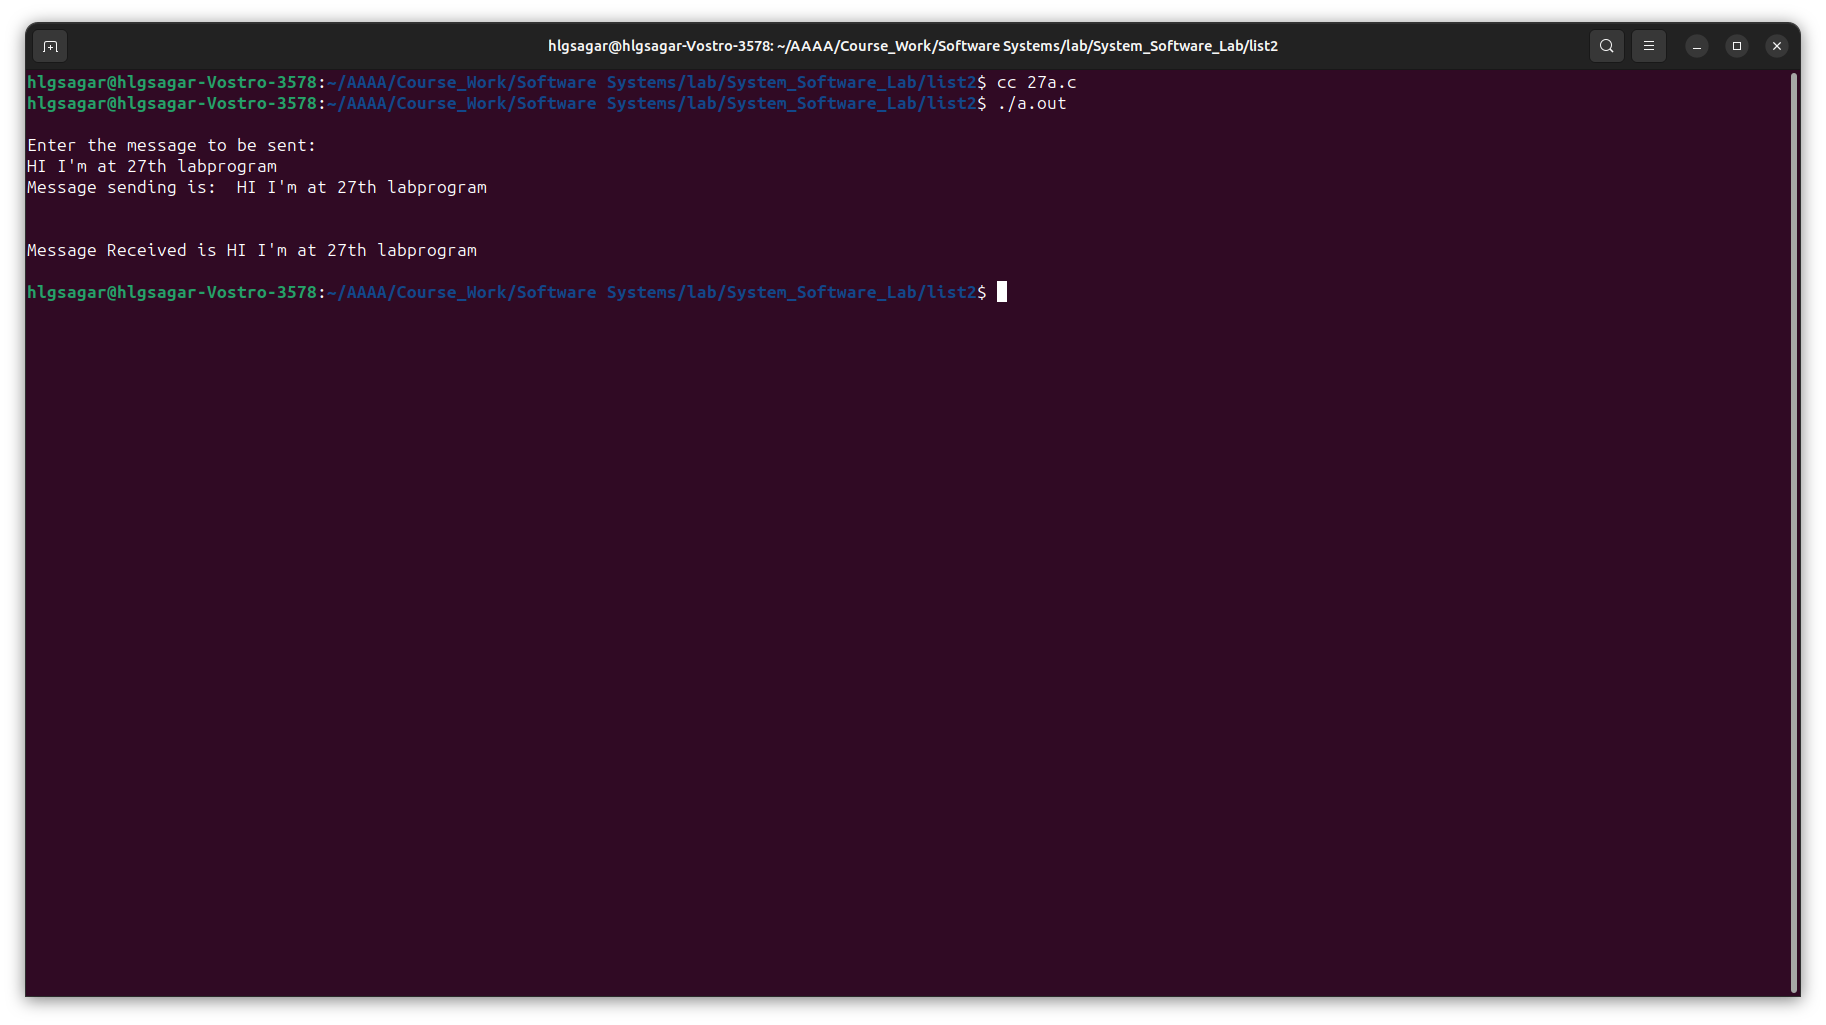 hlgsagar@hlgsagar-Vostro-3578: ~/AAAA/Course_Work/Software Systems/lab/System_Software_Lab/list2
hlgsagar@hlgsagar-Vostro-3578:~/AAAA/Course_Work/Software Systems/lab/System_Software_Lab/list2$ cc 27a.c
hlgsagar@hlgsagar-Vostro-3578:~/AAAA/Course_Work/Software Systems/lab/System_Software_Lab/list2$ ./a.out
Enter the message to be sent:
HI I'm at 27th labprogram
Message sending is:  HI I'm at 27th labprogram
Message Received is HI I'm at 27th labprogram
hlgsagar@hlgsagar-Vostro-3578:~/AAAA/Course_Work/Software Systems/lab/System_Software_Lab/list2$